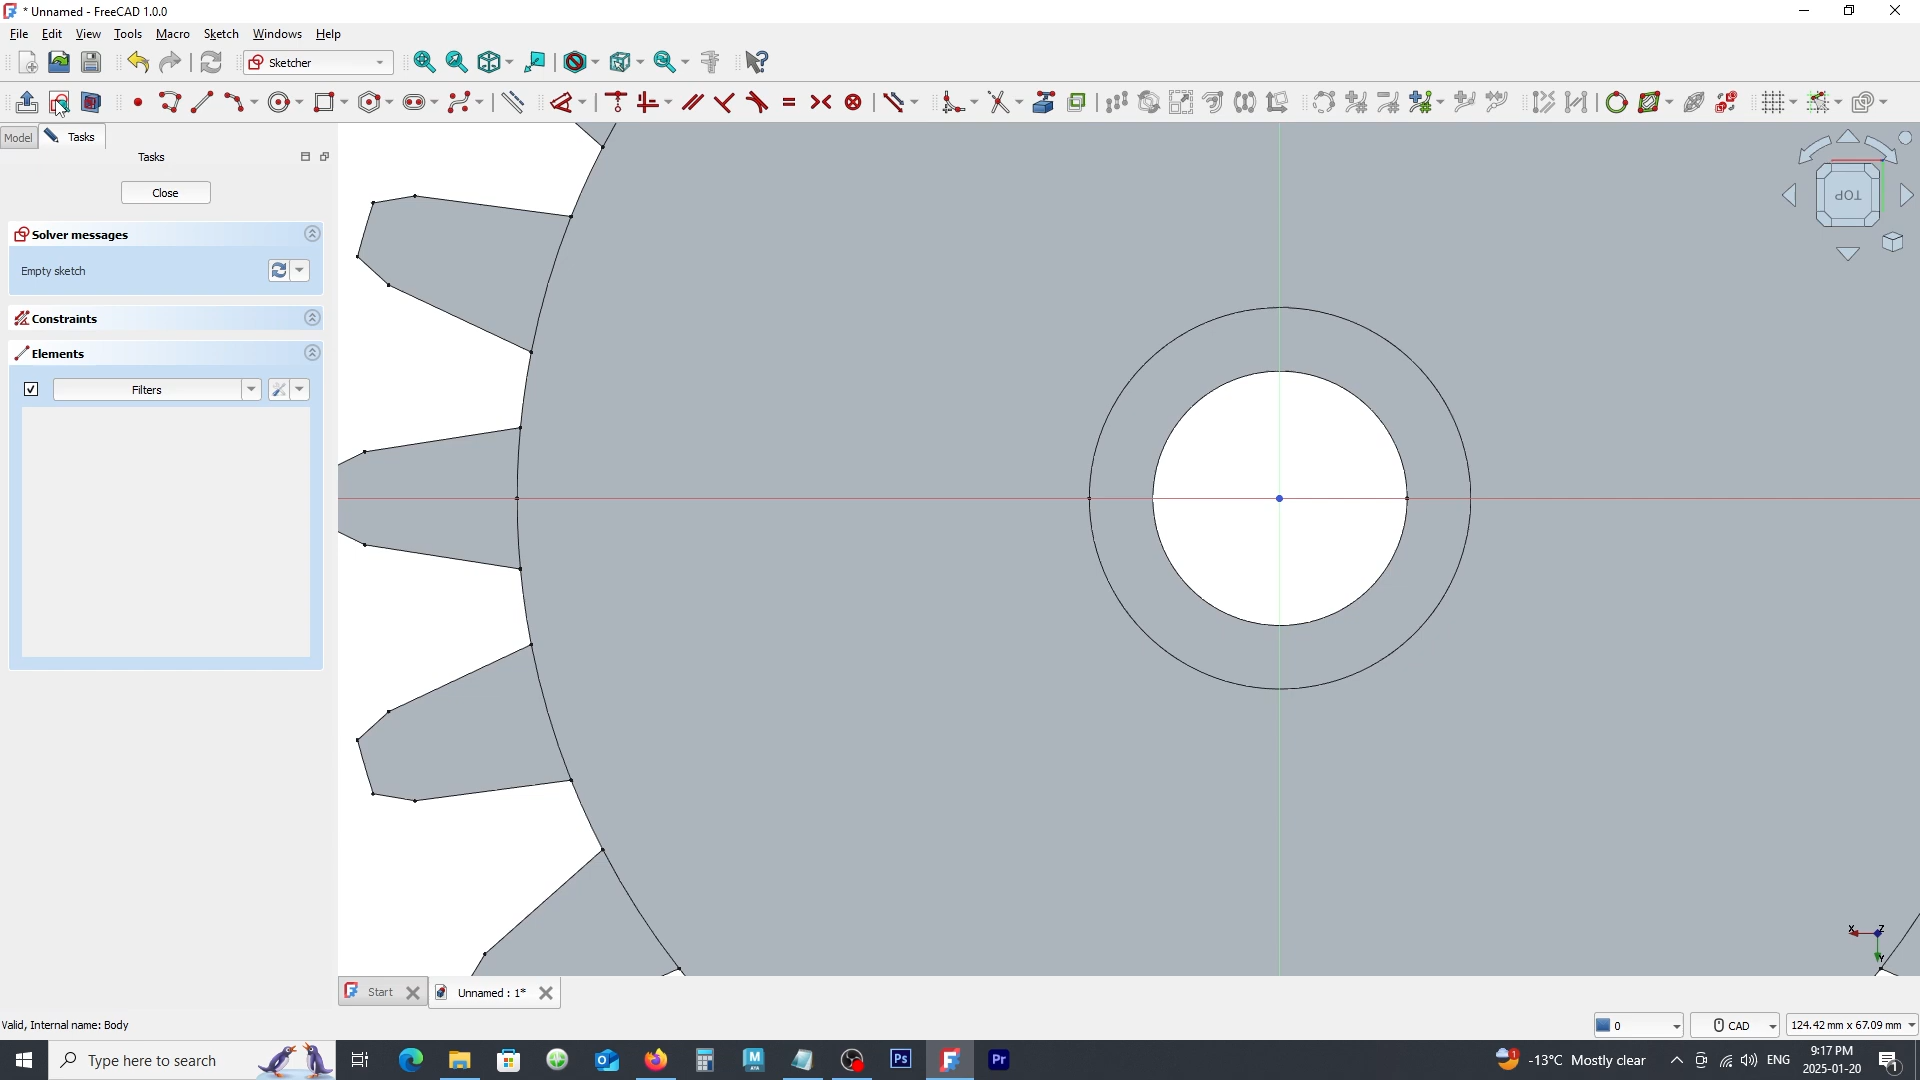 * Unnamed - FreeCAD 1.0.0
File Edit View Tools Macro Sketch Windows Help
Sketcher
Model Tasks
Tasks
Close
Solver messages
Empty sketch
Constraints
Elements
Filters
TOP
X Z
Y
Start Unnamed : 1*
Valid, Internal name: Body
0 CAD 124.42 mm x 67.09 mm
Type here to search
-13°C Mostly clear ENG 9:17 PM
2025-01-20